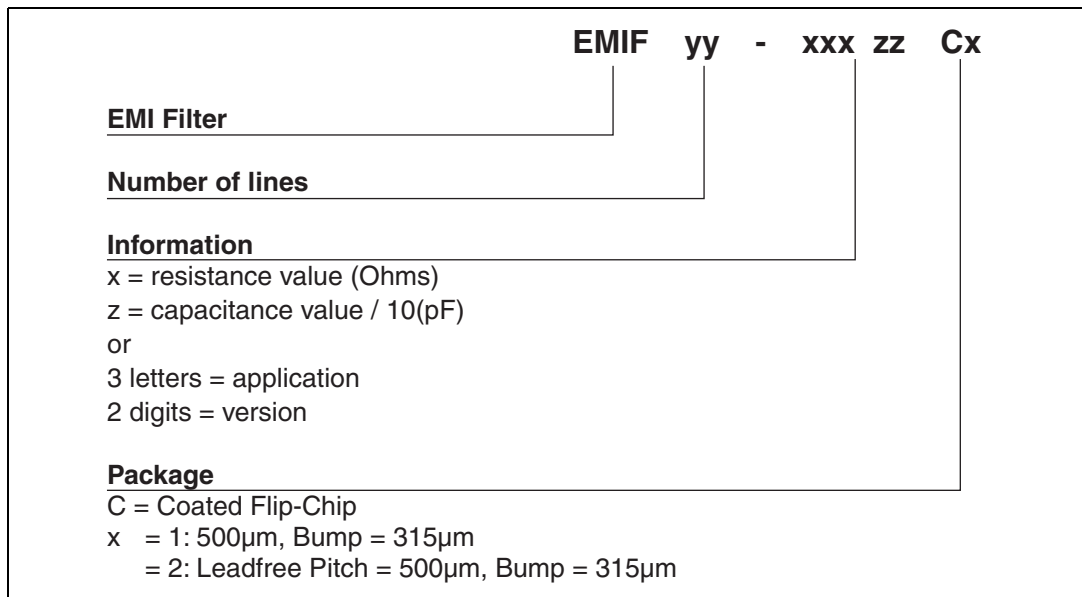 EMIF yy - xxx zz Cx
EMI Filter
Number of lines
Information
x = resistance value (Ohms)
z = capacitance value / 10(pF)
or
3 letters = application
2 digits = version
Package
C = Coated Flip-Chip
x = 1: 500µm, Bump = 315µm
= 2: Leadfree Pitch = 500µm, Bump = 315µm